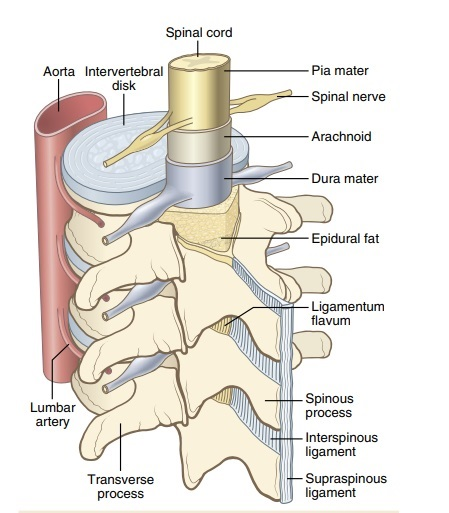 Spinal cord
Aorta
Intervertebral
disk
Pia mater
Spinal nerve
Arachnoid
Dura mater
Epidural fat
Ligamentum
flavum
Lumbar
artery
Spinous
process
Interspinous
ligament
Transverse
process
Supraspinous
ligament